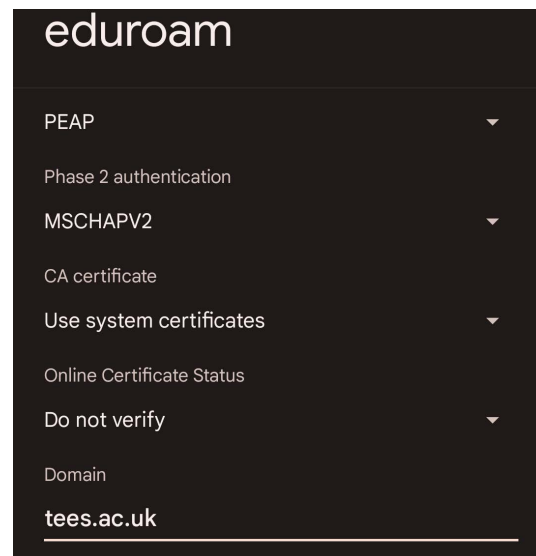 eduroam
PEAP
Phase 2 authentication
MSCHAPV2
CA certificate
Use system certificates
Online Certificate Status
Do not verify
Domain
tees.ac.uk